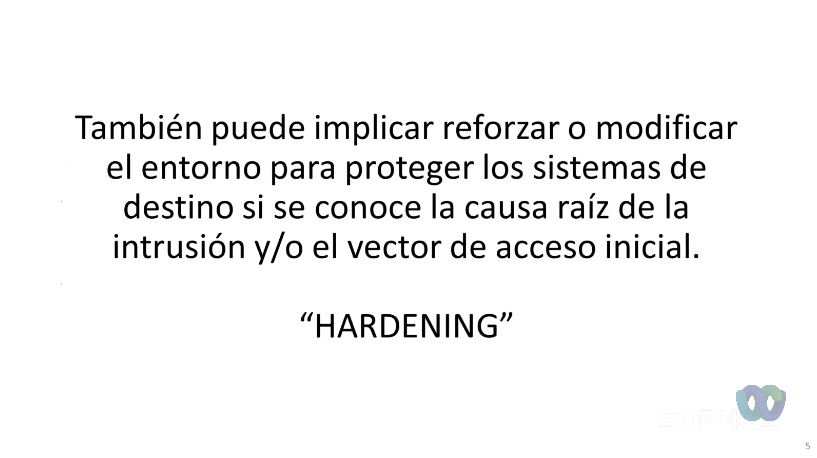 También puede implicar reforzar o modificar
el entorno para proteger los sistemas de
destino si se conoce la causa raíz de la
intrusión y/o el vector de acceso inicial.
“HARDENING”
5